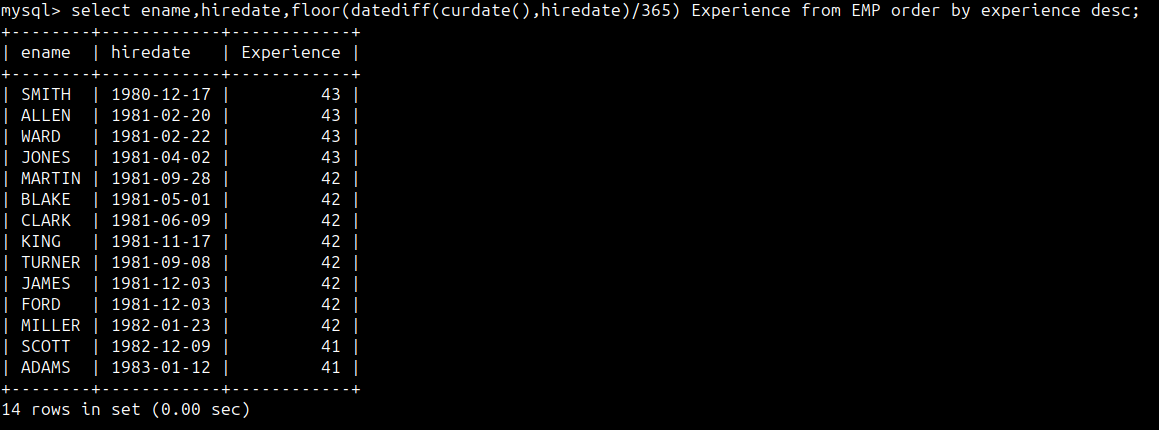 mysql> select ename,hiredate,floor(datediff(curdate(),hiredate)/365) Experience from EMP order by experience desc;
+--------+------------+------------+
| ename  | hiredate   | Experience |
+--------+------------+------------+
| SMITH  | 1980-12-17 |         43 |
| ALLEN  | 1981-02-20 |         43 |
| WARD   | 1981-02-22 |         43 |
| JONES  | 1981-04-02 |         43 |
| MARTIN | 1981-09-28 |         42 |
| BLAKE  | 1981-05-01 |         42 |
| CLARK  | 1981-06-09 |         42 |
| KING   | 1981-11-17 |         42 |
| TURNER | 1981-09-08 |         42 |
| JAMES  | 1981-12-03 |         42 |
| FORD   | 1981-12-03 |         42 |
| MILLER | 1982-01-23 |         42 |
| SCOTT  | 1982-12-09 |         41 |
| ADAMS  | 1983-01-12 |         41 |
+--------+------------+------------+
14 rows in set (0.00 sec)